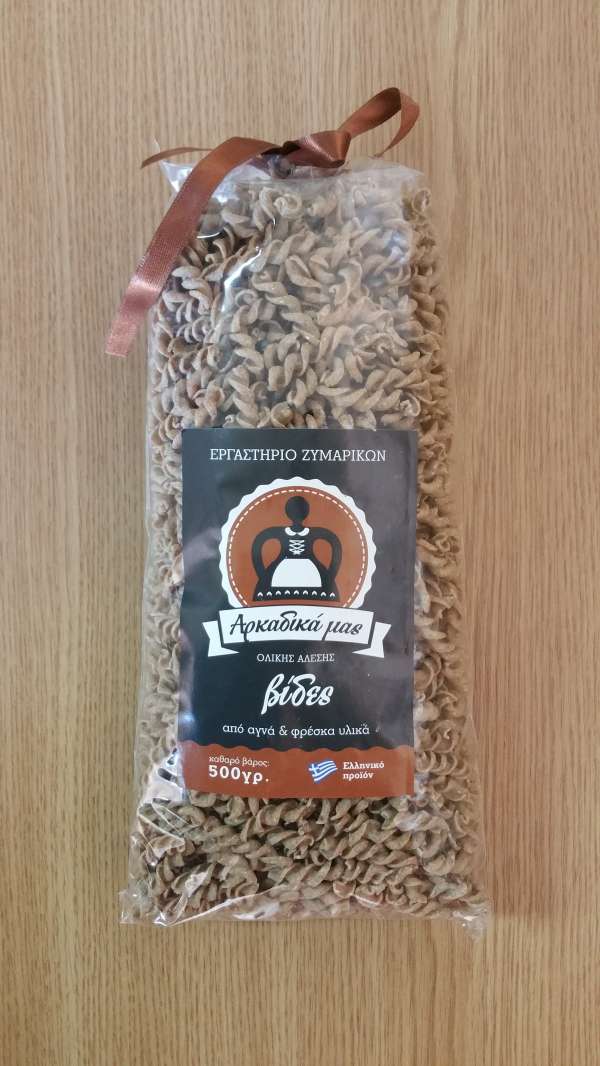 ΕΡΓΑΣΤΗΡΙΟ ΖΥΜΑΡΙΚΩΝ
Αρκαδικά μας
ΟΛΙΚΗΣ ΑΛΕΣΗΣ
βίδες
από αγνά & φρέσκα υλικά
καθαρό βάρος:
500γρ.
Ελληνικό
προϊόν